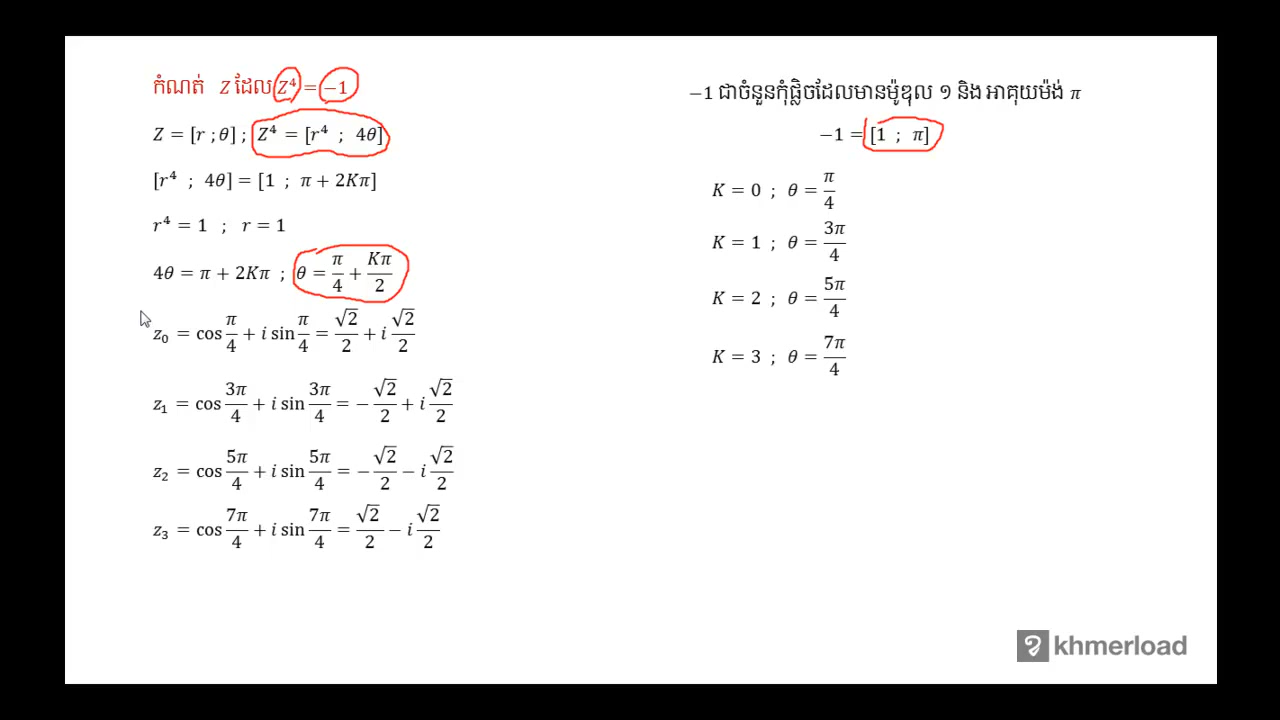 កំណត់ Z ដែល Z⁴ = −1
Z = [r ; θ] ; Z⁴ = [r⁴ ; 4θ]
[r⁴ ; 4θ] = [1 ; π + 2Kπ]
r⁴ = 1 ; r = 1
4θ = π + 2Kπ ; θ = π/4 + Kπ/2
z₀ = cos π/4 + i sin π/4 = √2/2 + i √2/2
z₁ = cos 3π/4 + i sin 3π/4 = −√2/2 + i √2/2
z₂ = cos 5π/4 + i sin 5π/4 = −√2/2 − i √2/2
z₃ = cos 7π/4 + i sin 7π/4 = √2/2 − i √2/2
−1 ជាចំនួនកុំផ្លិចដែលមានម៉ូឌុល ១ និង អាគុយម៉ង់ π
−1 = [1 ; π]
K = 0 ; θ = π/4
K = 1 ; θ = 3π/4
K = 2 ; θ = 5π/4
K = 3 ; θ = 7π/4
khmerload